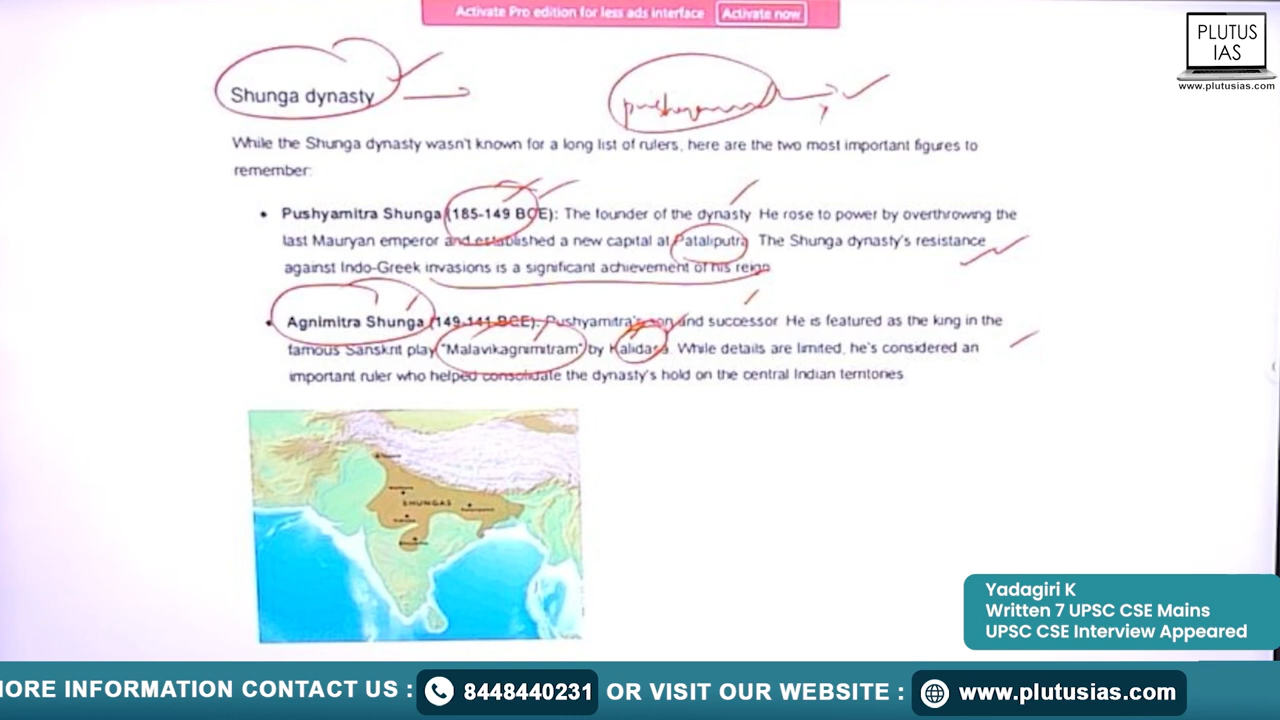 Activate Pro edition for less ads interface Activate now
PLUTUS
IAS
www.plutusias.com
Shunga dynasty
While the Shunga dynasty wasn't known for a long list of rulers, here are the two most important figures to
remember:
• Pushyamitra Shunga (185-149 BCE): The founder of the dynasty. He rose to power by overthrowing the
last Mauryan emperor and established a new capital at Pataliputra. The Shunga dynasty's resistance
against Indo-Greek invasions is a significant achievement of his reign.
• Agnimitra Shunga (149-141 BCE): Pushyamitra's son and successor. He is featured as the king in the
famous Sanskrit play "Malavikagnimitram" by Kalidasa. While details are limited, he's considered an
important ruler who helped consolidate the dynasty's hold on the central Indian territories.
SHUNGAS
Yadagiri K
Written 7 UPSC CSE Mains
UPSC CSE Interview Appeared
MORE INFORMATION CONTACT US : 8448440231 OR VISIT OUR WEBSITE : www.plutusias.com